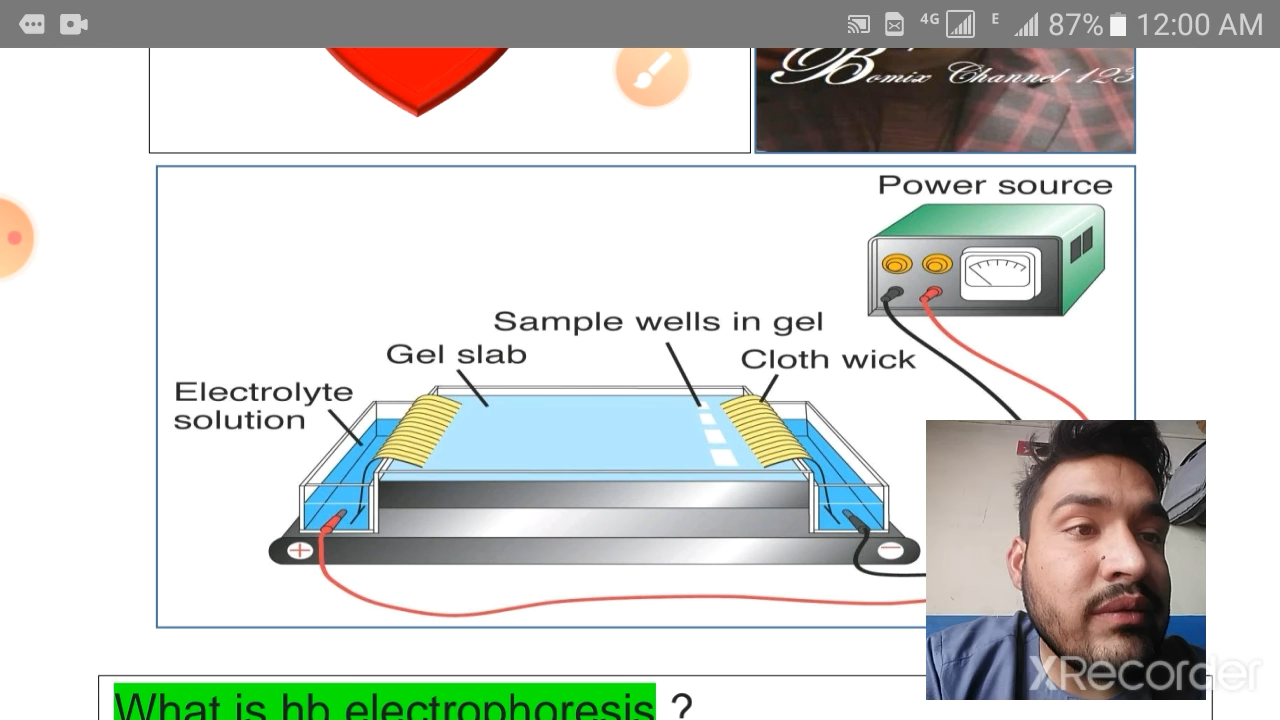 4G E 87% 12:00 AM
Bomix Channel 123
Power source
Sample wells in gel
Gel slab
Cloth wick
Electrolyte
solution
+
−
XRecorder
What is hb electrophoresis ?